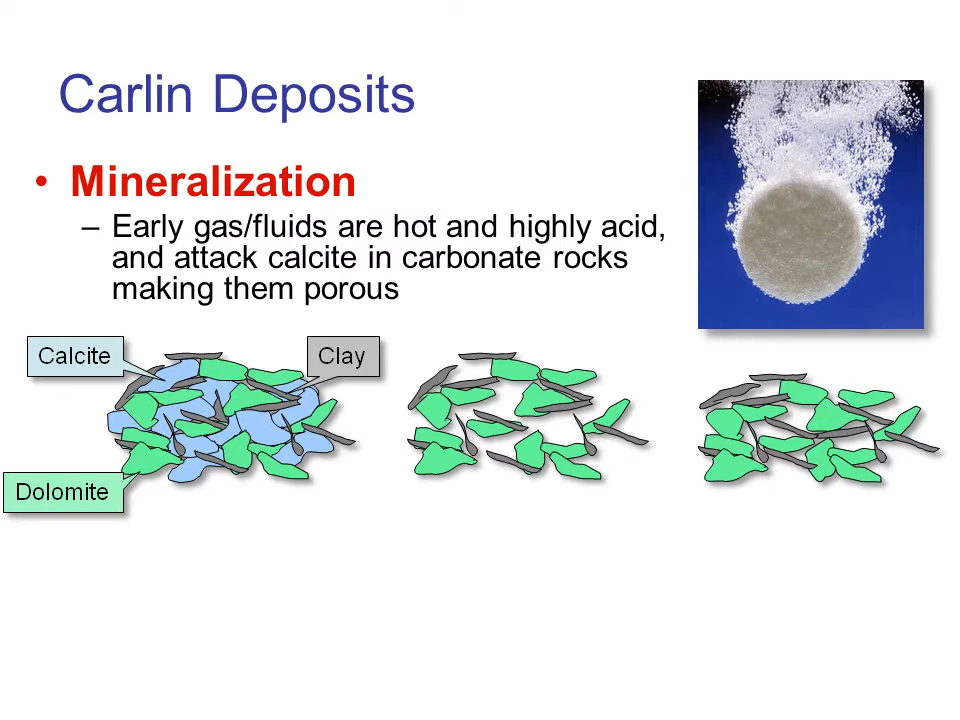 Carlin Deposits
• Mineralization
– Early gas/fluids are hot and highly acid,
and attack calcite in carbonate rocks
making them porous
Calcite
Clay
Dolomite